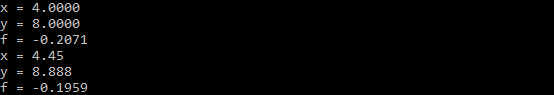 x = 4.0000
y = 8.0000
f = -0.2071
x = 4.45
y = 8.888
f = -0.1959